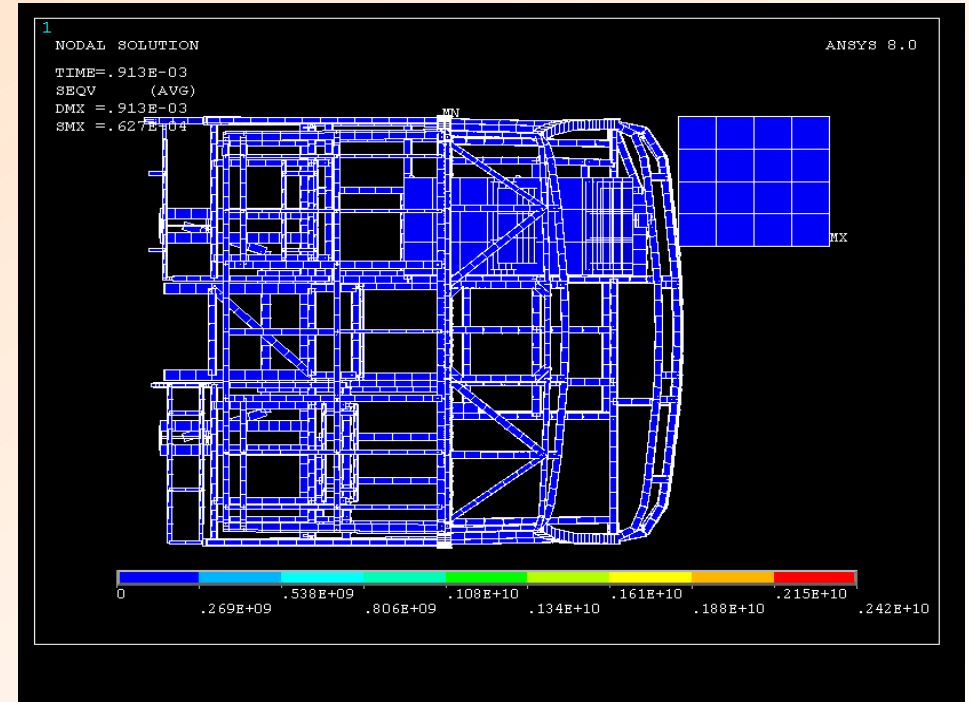 1
NODAL SOLUTION
ANSYS 8.0
TIME=.913E-03
SEQV (AVG)
DMX =.913E-03
SMX =.627E-04
MN
MX
0 .538E+09 .108E+10 .161E+10 .215E+10
.269E+09 .806E+09 .134E+10 .188E+10 .242E+10